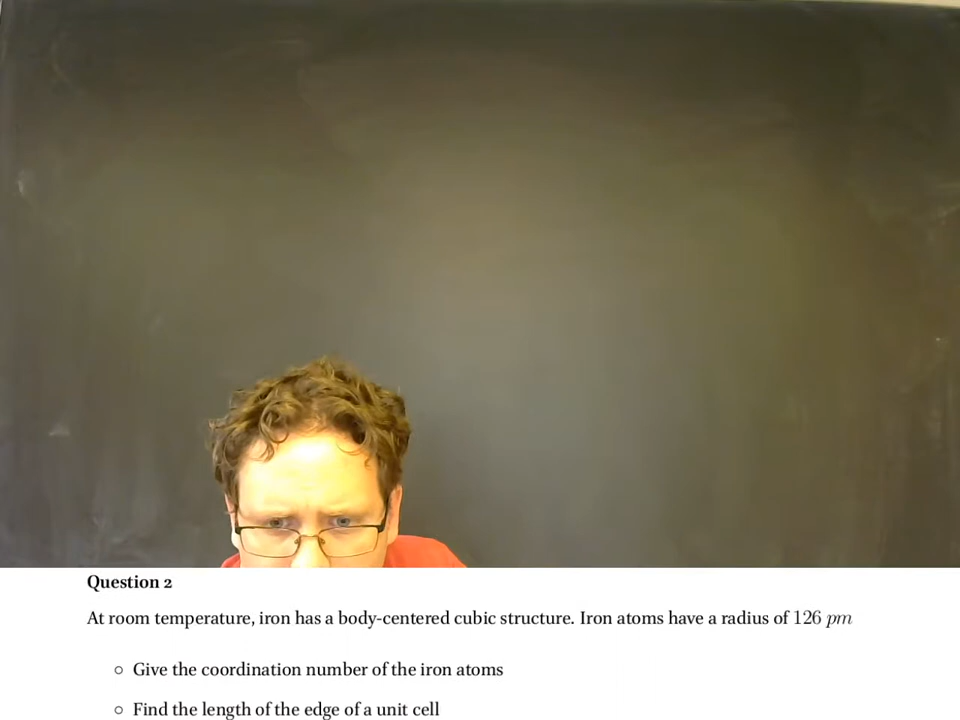 Question 2
At room temperature, iron has a body-centered cubic structure. Iron atoms have a radius of 126 pm
Give the coordination number of the iron atoms
Find the length of the edge of a unit cell